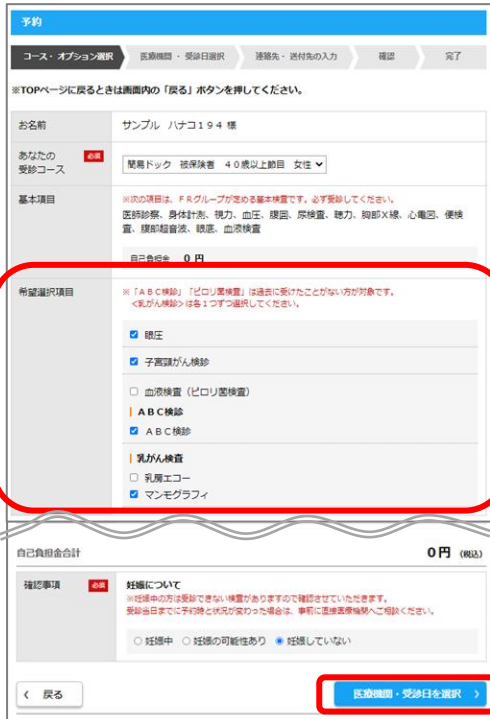 予約
コース・オプション選択 医療機関・受診日選択 連絡先・送付先の入力 確認 完了
※TOPページに戻るときは画面内の「戻る」ボタンを押してください。
お名前 サンプル ハナコ194 様
あなたの受診コース 必須 簡易ドック 被保険者 40歳以上節目 女性
基本項目 ※次の項目は、FRグループが定める基本検査です。必ず受診してください。
医師診察、身体計測、視力、血圧、腹囲、尿検査、聴力、胸部X線、心電図、便検
査、腹部超音波、眼底、血液検査
自己負担金 0 円
希望選択項目 ※「ABC検診」「ピロリ菌検査」は過去に受けたことがない方が対象です。
<乳がん検診>は各1つずつ選択してください。
眼圧
子宮頸がん検診
血液検査(ピロリ菌検査)
ABC検診
ABC検診
乳がん検査
乳房エコー
マンモグラフィ
自己負担金合計 0円 (税込)
確認事項 必須 妊娠について
※妊娠中の方は受診できない検査がありますので確認させていただきます。
受診当日までに予約時と状況が変わった場合は、事前に直接医療機関へご相談ください。
妊娠中 妊娠の可能性あり 妊娠していない
戻る 医療機関・受診日を選択